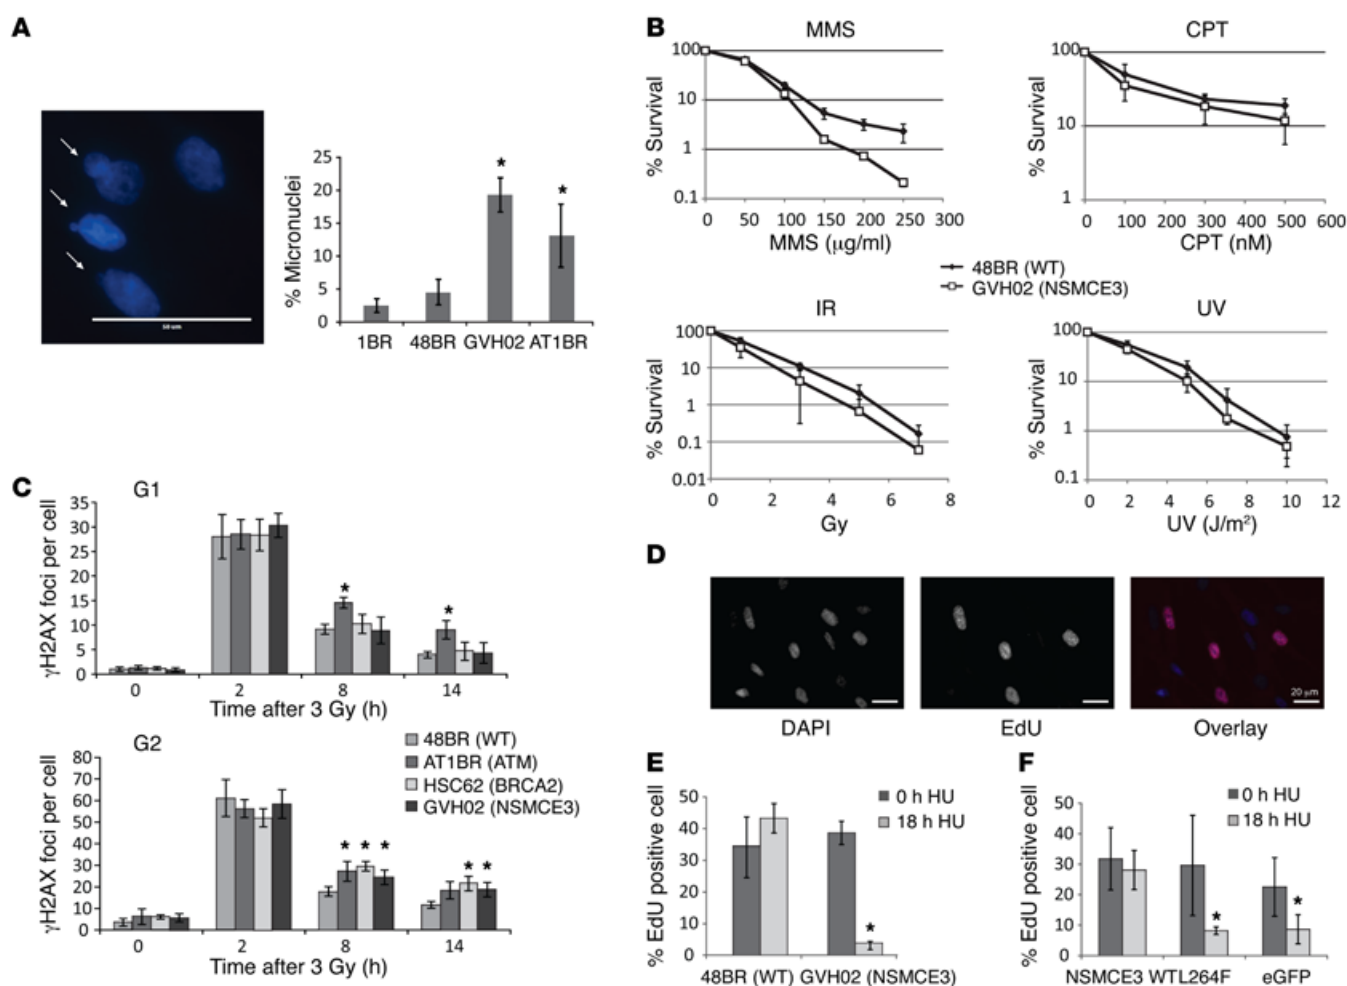 A
50 um
% Micronuclei
25
20
15
10
5
0
*
*
1BR 48BR GVH02 AT1BR
B
MMS
% Survival
100
10
1
0.1
0 50 100 150 200 250 300
MMS (µg/ml)
CPT
% Survival
100
10
1
0 100 200 300 400 500 600
CPT (nM)
48BR (WT)
GVH02 (NSMCE3)
IR
% Survival
100
10
1
0.1
0.01
0 2 4 6 8
Gy
UV
% Survival
100
10
1
0.1
0 2 4 6 8 10 12
UV (J/m²)
C
G1
γH2AX foci per cell
35
30
25
20
15
10
5
0
*
*
0 2 8 14
Time after 3 Gy (h)
G2
γH2AX foci per cell
80
70
60
50
40
30
20
10
0
* * *
* *
0 2 8 14
Time after 3 Gy (h)
48BR (WT)
AT1BR (ATM)
HSC62 (BRCA2)
GVH02 (NSMCE3)
D
20 µm
DAPI EdU Overlay
E
% EdU positive cell
50
40
30
20
10
0
0 h HU
18 h HU
*
48BR (WT) GVH02 (NSMCE3)
F
% EdU positive cell
50
40
30
20
10
0
0 h HU
18 h HU
*
*
NSMCE3 WTL264F eGFP